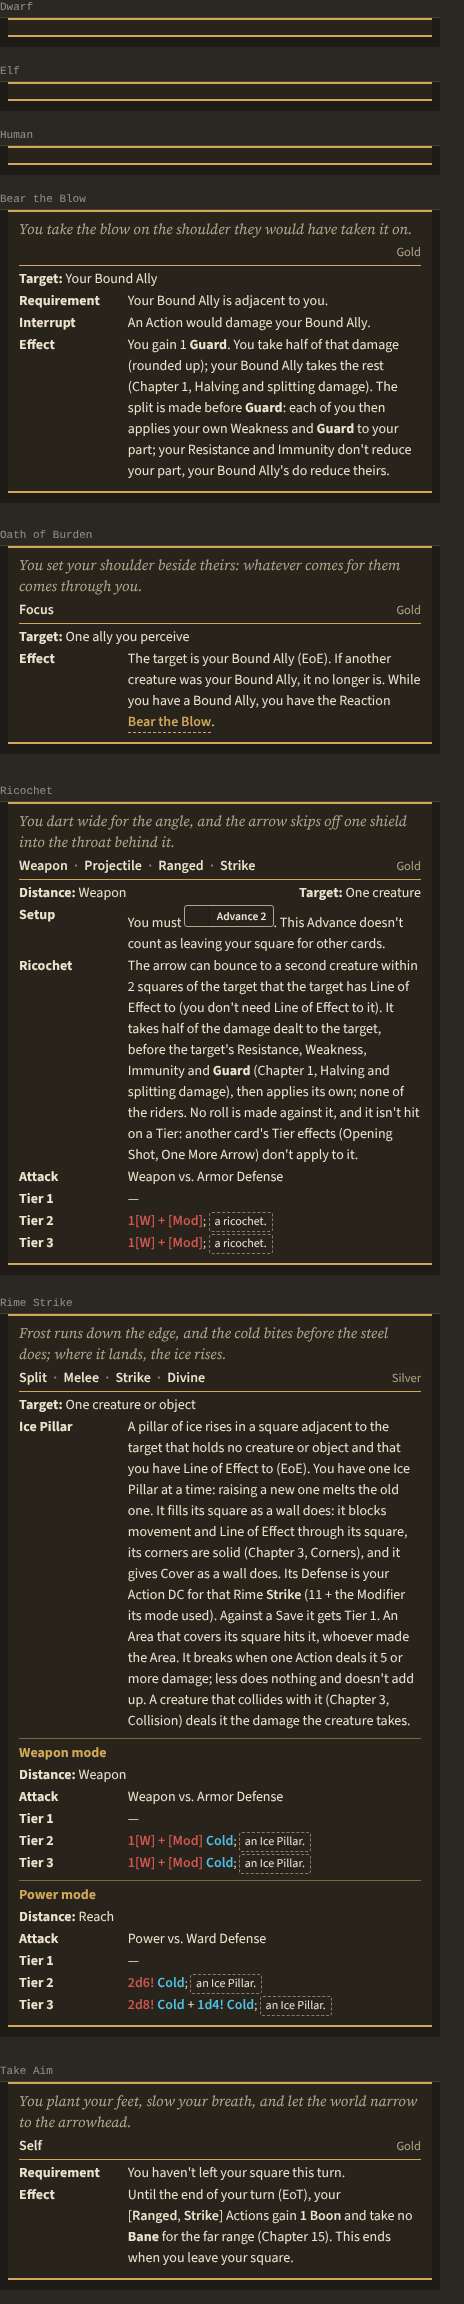 Dwarf
Elf
Human
Bear the Blow
You take the blow on the shoulder they would have taken it on.
Gold
Target: Your Bound Ally
Requirement Your Bound Ally is adjacent to you.
Interrupt An Action would damage your Bound Ally.
Effect You gain 1 Guard. You take half of that damage
(rounded up); your Bound Ally takes the rest
(Chapter 1, Halving and splitting damage). The
split is made before Guard: each of you then
applies your own Weakness and Guard to your
part; your Resistance and Immunity don't reduce
your part, your Bound Ally's do reduce theirs.
Oath of Burden
You set your shoulder beside theirs: whatever comes for them
comes through you.
Focus Gold
Target: One ally you perceive
Effect The target is your Bound Ally (EoE). If another
creature was your Bound Ally, it no longer is. While
you have a Bound Ally, you have the Reaction
Bear the Blow.
Ricochet
You dart wide for the angle, and the arrow skips off one shield
into the throat behind it.
Weapon · Projectile · Ranged · Strike Gold
Distance: Weapon Target: One creature
Setup You must Advance 2. This Advance doesn't
count as leaving your square for other cards.
Ricochet The arrow can bounce to a second creature within
2 squares of the target that the target has Line of
Effect to (you don't need Line of Effect to it). It
takes half of the damage dealt to the target,
before the target's Resistance, Weakness,
Immunity and Guard (Chapter 1, Halving and
splitting damage), then applies its own; none of
the riders. No roll is made against it, and it isn't hit
on a Tier: another card's Tier effects (Opening
Shot, One More Arrow) don't apply to it.
Attack Weapon vs. Armor Defense
Tier 1 —
Tier 2 1[W] + [Mod]; a ricochet.
Tier 3 1[W] + [Mod]; a ricochet.
Rime Strike
Frost runs down the edge, and the cold bites before the steel
does; where it lands, the ice rises.
Split · Melee · Strike · Divine Silver
Target: One creature or object
Ice Pillar A pillar of ice rises in a square adjacent to the
target that holds no creature or object and that
you have Line of Effect to (EoE). You have one Ice
Pillar at a time: raising a new one melts the old
one. It fills its square as a wall does: it blocks
movement and Line of Effect through its square,
its corners are solid (Chapter 3, Corners), and it
gives Cover as a wall does. Its Defense is your
Action DC for that Rime Strike (11 + the Modifier
its mode used). Against a Save it gets Tier 1. An
Area that covers its square hits it, whoever made
the Area. It breaks when one Action deals it 5 or
more damage; less does nothing and doesn't add
up. A creature that collides with it (Chapter 3,
Collision) deals it the damage the creature takes.
Weapon mode
Distance: Weapon
Attack Weapon vs. Armor Defense
Tier 1 —
Tier 2 1[W] + [Mod] Cold; an Ice Pillar.
Tier 3 1[W] + [Mod] Cold; an Ice Pillar.
Power mode
Distance: Reach
Attack Power vs. Ward Defense
Tier 1 —
Tier 2 2d6! Cold; an Ice Pillar.
Tier 3 2d8! Cold + 1d4! Cold; an Ice Pillar.
Take Aim
You plant your feet, slow your breath, and let the world narrow
to the arrowhead.
Self Gold
Requirement You haven't left your square this turn.
Effect Until the end of your turn (EoT), your
[Ranged, Strike] Actions gain 1 Boon and take no
Bane for the far range (Chapter 15). This ends
when you leave your square.